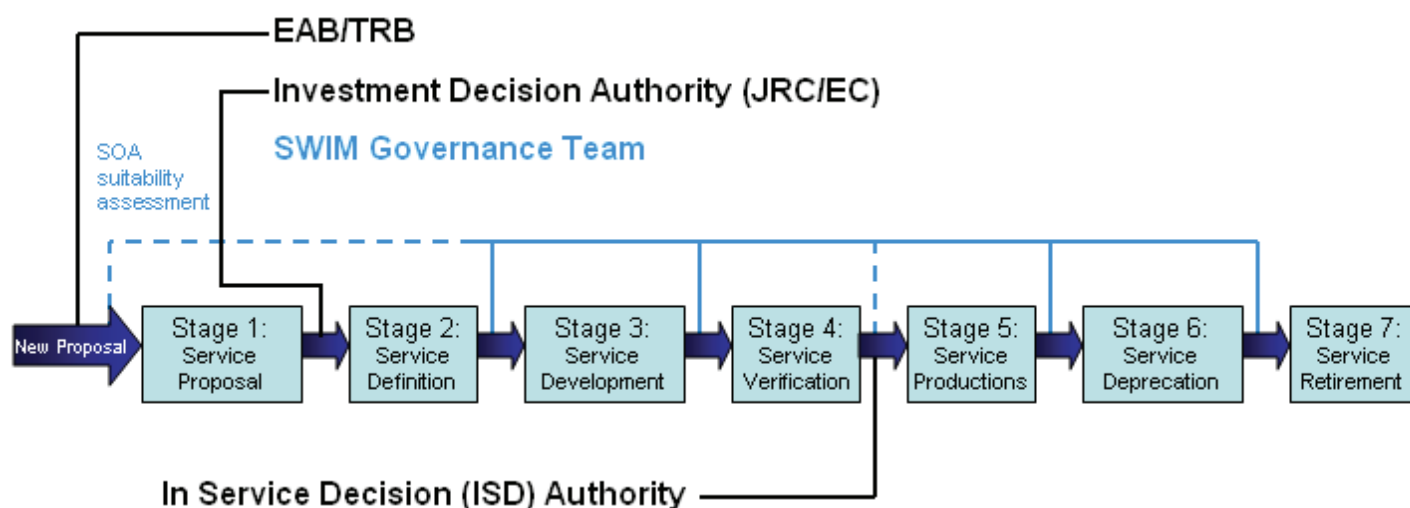 EAB/TRB
Investment Decision Authority (JRC/EC)
SWIM Governance Team
SOA
suitability
assessment
New Proposal
Stage 1:
Service
Proposal
Stage 2:
Service
Definition
Stage 3:
Service
Development
Stage 4:
Service
Verification
Stage 5:
Service
Productions
Stage 6:
Service
Deprecation
Stage 7:
Service
Retirement
In Service Decision (ISD) Authority